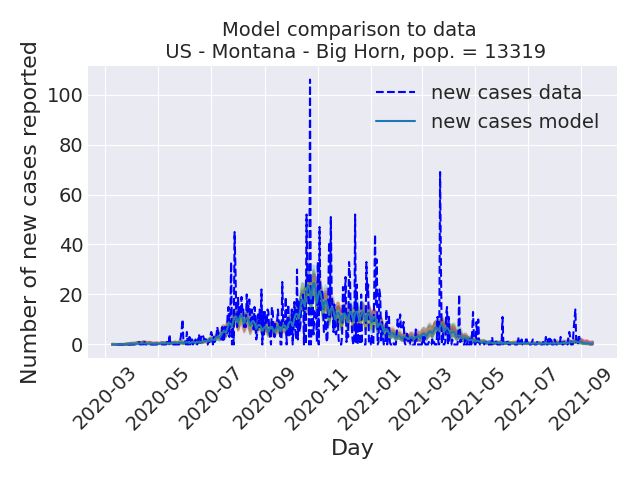 Model comparison to data
US - Montana - Big Horn, pop. = 13319
Number of new cases reported
100
80
60
40
20
0
new cases data
new cases model
2020-03
2020-05
2020-07
2020-09
2020-11
2021-01
2021-03
2021-05
2021-07
2021-09
Day